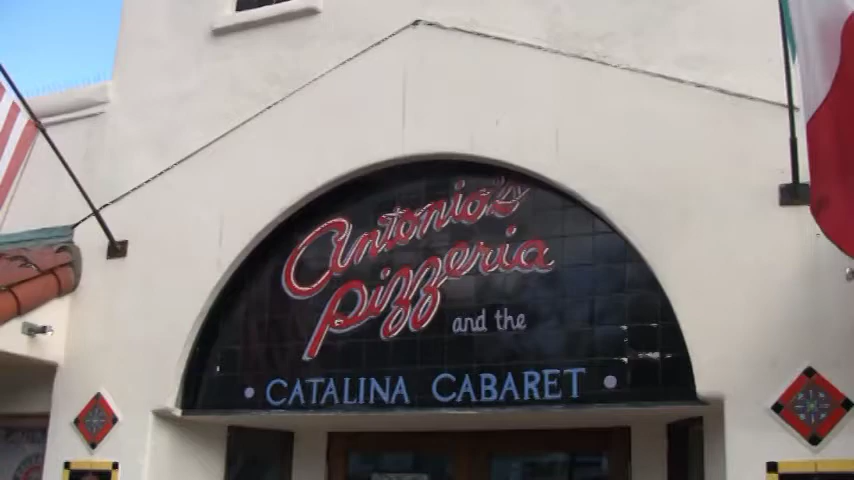 Antonio's
Pizzeria
and the
• CATALINA CABARET •